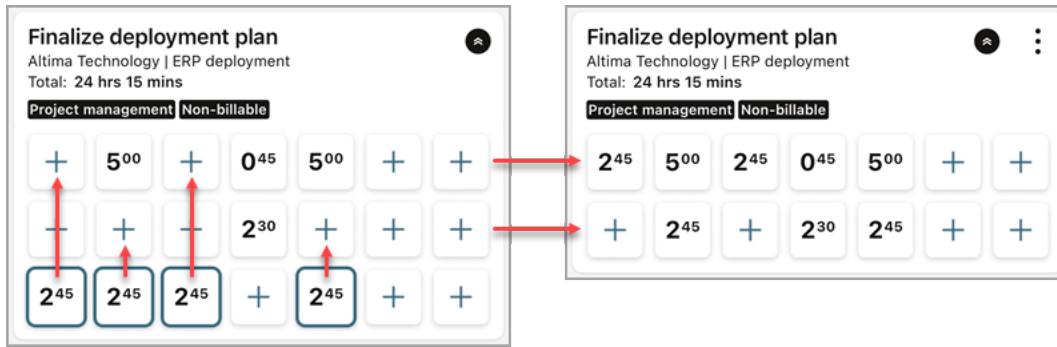 Finalize deployment plan
Altima Technology | ERP deployment
Total: 24 hrs 15 mins
Project management Non-billable
+ 5⁰⁰ + 0⁴⁵ 5⁰⁰ + +
+ + + 2³⁰ + + +
2⁴⁵ 2⁴⁵ 2⁴⁵ + 2⁴⁵ + +
Finalize deployment plan
Altima Technology | ERP deployment
Total: 24 hrs 15 mins
Project management Non-billable
2⁴⁵ 5⁰⁰ 2⁴⁵ 0⁴⁵ 5⁰⁰ + +
+ 2⁴⁵ + 2³⁰ 2⁴⁵ + +